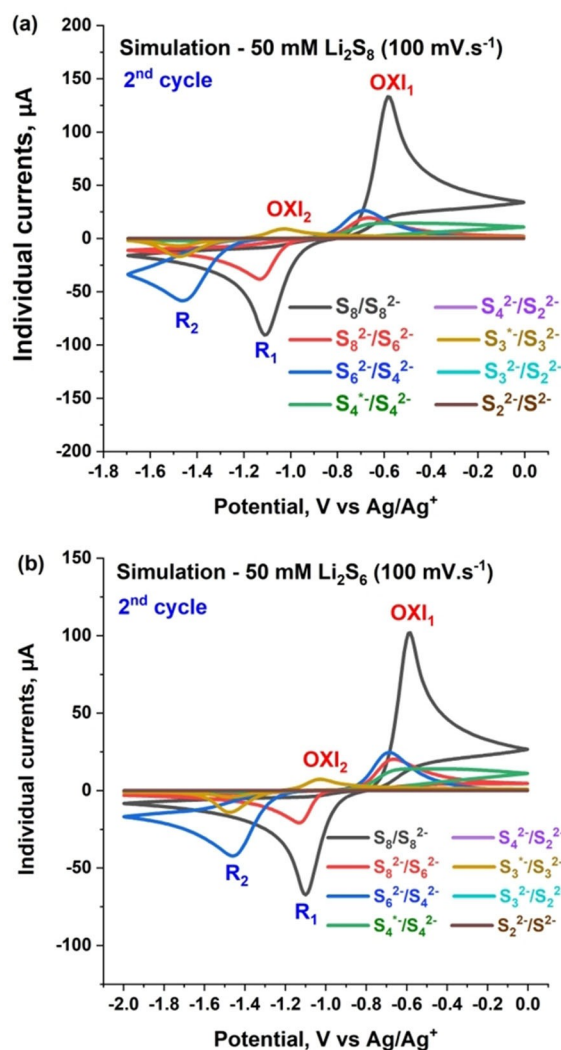 (a)
Simulation - 50 mM Li₂S₈ (100 mV.s⁻¹)
2ⁿᵈ cycle
OXI₁
OXI₂
R₂
R₁
S₈/S₈²⁻
S₈²⁻/S₆²⁻
S₆²⁻/S₄²⁻
S₄*⁻/S₄²⁻
S₄²⁻/S₂²⁻
S₃*⁻/S₃²⁻
S₃²⁻/S₂²⁻
S₂²⁻/S²⁻
Individual currents, µA
200
150
100
50
0
-50
-100
-150
-200
-1.8 -1.6 -1.4 -1.2 -1.0 -0.8 -0.6 -0.4 -0.2 0.0
Potential, V vs Ag/Ag⁺
(b)
Simulation - 50 mM Li₂S₆ (100 mV.s⁻¹)
2ⁿᵈ cycle
OXI₁
OXI₂
R₂
R₁
S₈/S₈²⁻
S₈²⁻/S₆²⁻
S₆²⁻/S₄²⁻
S₄*⁻/S₄²⁻
S₄²⁻/S₂²⁻
S₃*⁻/S₃²⁻
S₃²⁻/S₂²⁻
S₂²⁻/S²⁻
Individual currents, µA
150
100
50
0
-50
-100
-2.0 -1.8 -1.6 -1.4 -1.2 -1.0 -0.8 -0.6 -0.4 -0.2 0.0
Potential, V vs Ag/Ag⁺